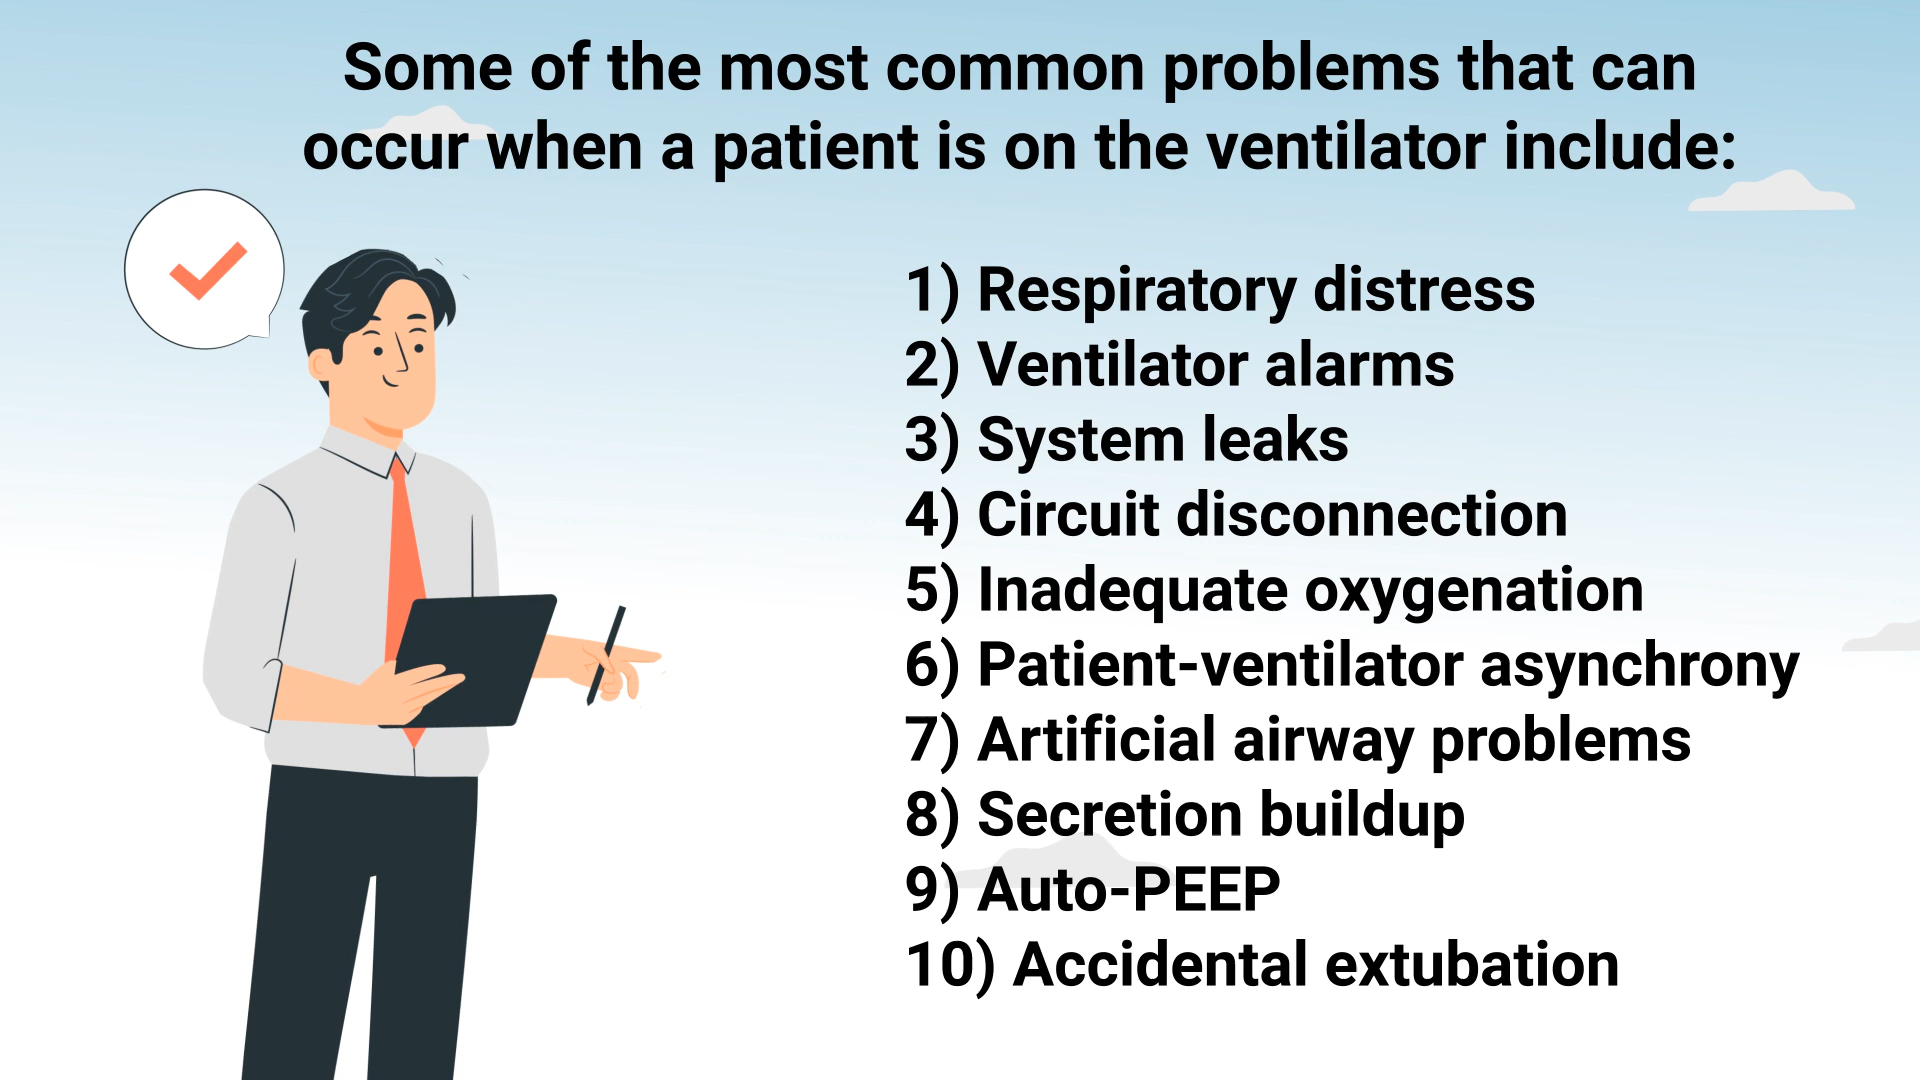 Some of the most common problems that can
occur when a patient is on the ventilator include:
1) Respiratory distress
2) Ventilator alarms
3) System leaks
4) Circuit disconnection
5) Inadequate oxygenation
6) Patient-ventilator asynchrony
7) Artificial airway problems
8) Secretion buildup
9) Auto-PEEP
10) Accidental extubation